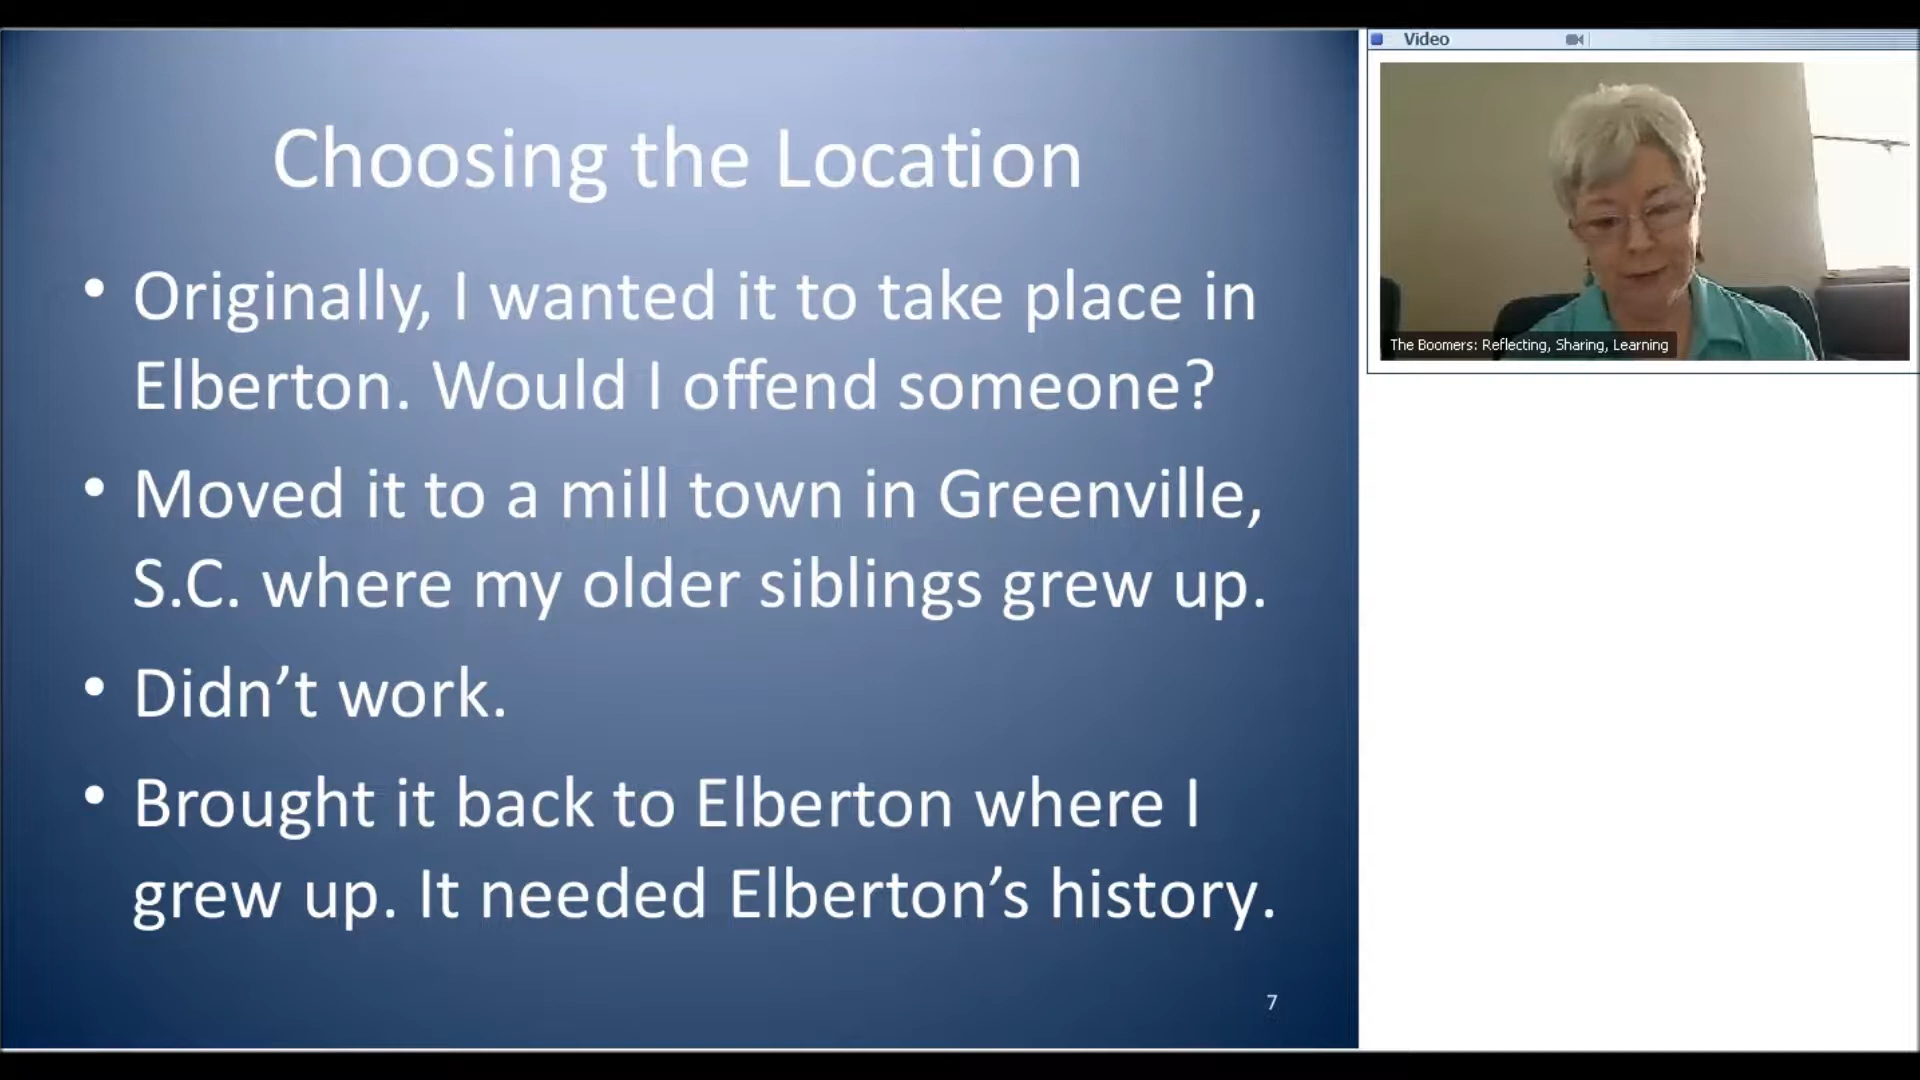 Choosing the Location
• Originally, I wanted it to take place in
Elberton. Would I offend someone?
• Moved it to a mill town in Greenville,
S.C. where my older siblings grew up.
• Didn’t work.
• Brought it back to Elberton where I
grew up. It needed Elberton’s history.
7
Video
The Boomers: Reflecting, Sharing, Learning